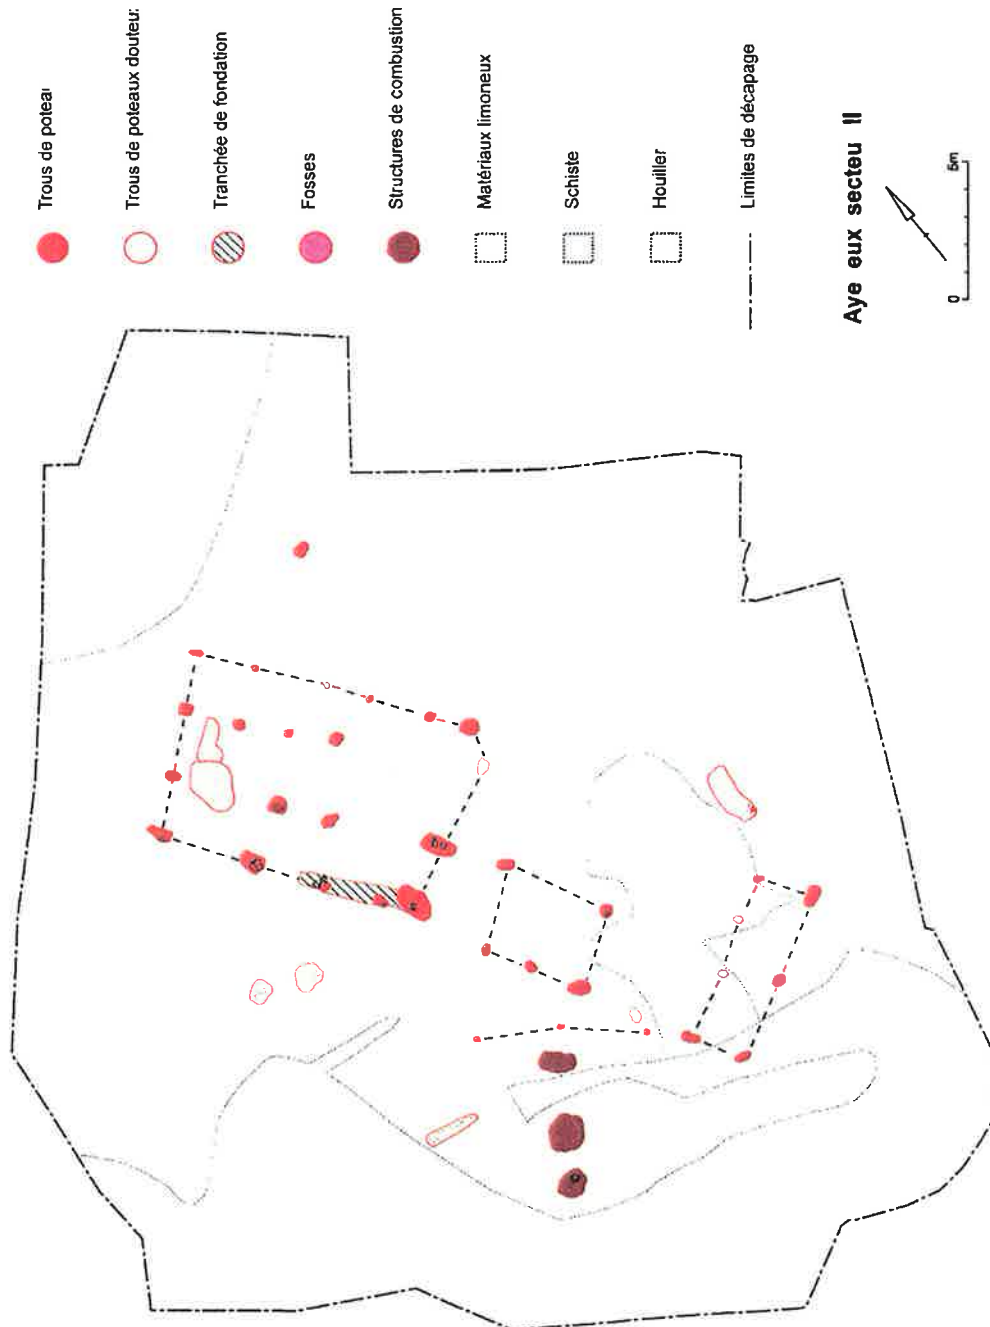 Trous de poteau
Trous de poteaux douteux
Tranchée de fondation
Fosses
Structures de combustion
Matériaux limoneux
Schiste
Houiller
Limites de décapage
Aye eux secteu II
0 5m